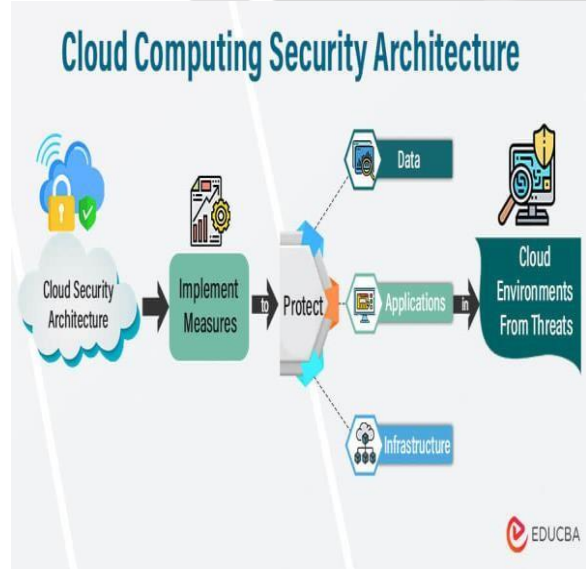 Cloud Computing Security Architecture
Data
Cloud Security
Architecture
Implement
Measures
to
Protect
Applications
in
Cloud
Environments
From Threats
Infrastructure
EDUCBA